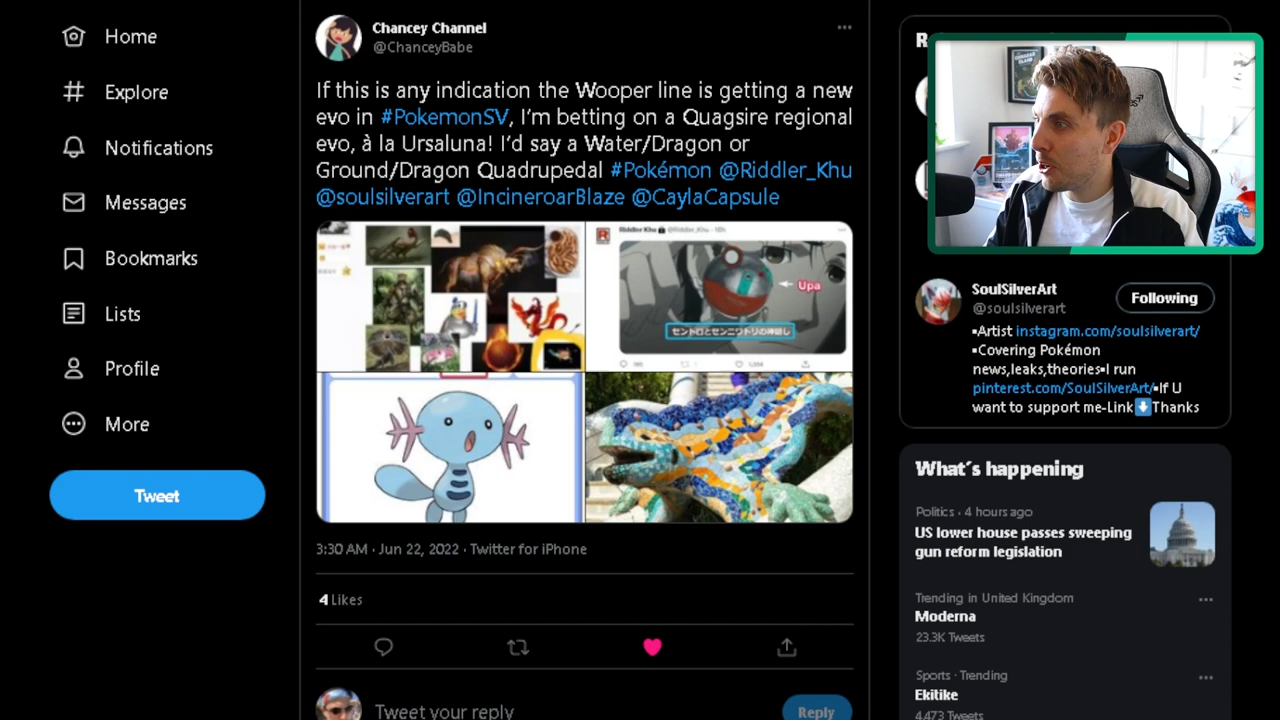 Home
Explore
Notifications
Messages
Bookmarks
Lists
Profile
More
Tweet
Chancey Channel
@ChanceyBabe
If this is any indication the Wooper line is getting a new
evo in #PokemonSV, I'm betting on a Quagsire regional
evo, à la Ursaluna! I'd say a Water/Dragon or
Ground/Dragon Quadrupedal #Pokémon @Riddler_Khu
@soulsilverart @IncineroarBlaze @CaylaCapsule
Riddler Khu @Riddler_Khu
Upa
3:30 AM · Jun 22, 2022 · Twitter for iPhone
4 Likes
Tweet your reply
Reply
SoulSilverArt
@soulsilverart
Following
▪Artist instagram.com/soulsilverart/
▪Covering Pokémon
news,leaks,theories▪I run
pinterest.com/SoulSilverArt/▪If U
want to support me-Link⬇Thanks
What's happening
Politics · 4 hours ago
US lower house passes sweeping
gun reform legislation
Trending in United Kingdom
Moderna
23.3K Tweets
Sports · Trending
Ekitike
4,473 Tweets